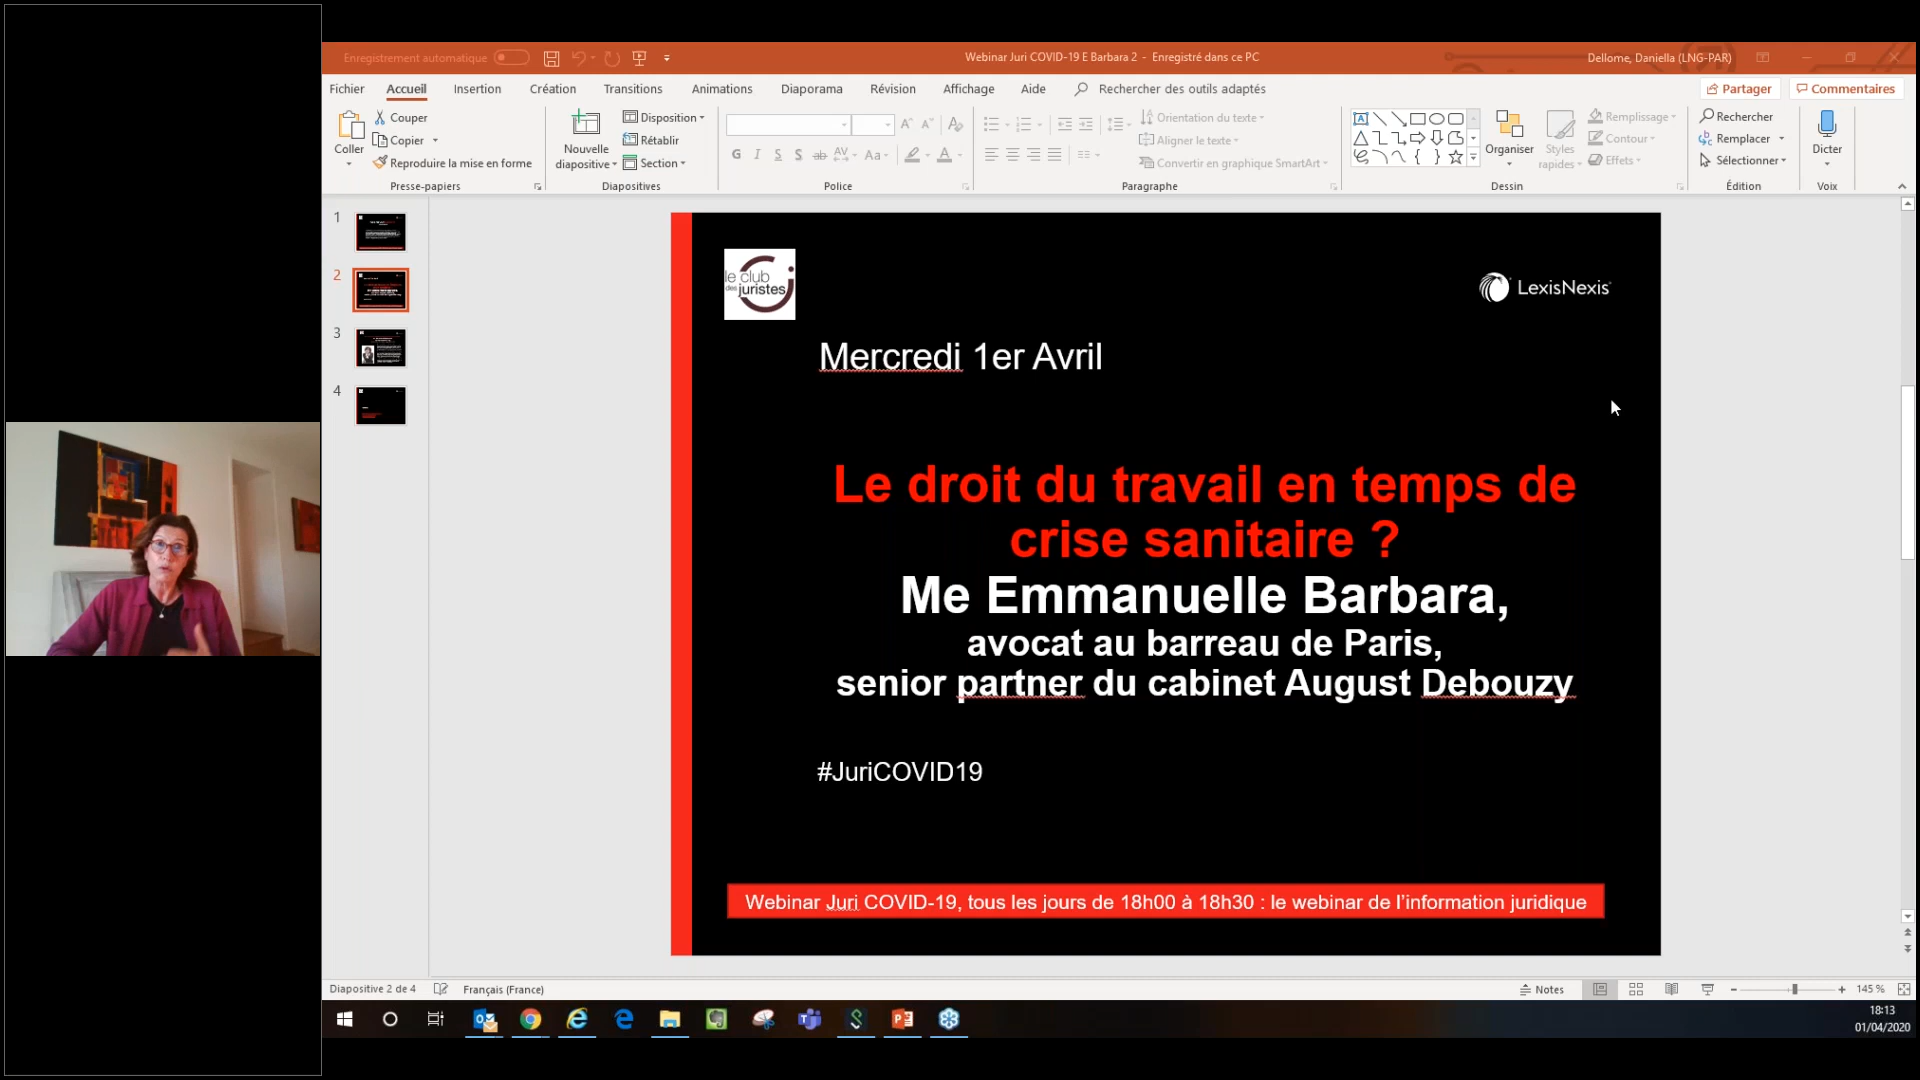 Enregistrement automatique
Webinar Juri COVID-19 E Barbara 2 - Enregistré dans ce PC
Dellome, Daniella (LNG-PAR)
Fichier
Accueil
Insertion
Création
Transitions
Animations
Diaporama
Révision
Affichage
Aide
Rechercher des outils adaptés
Partager
Commentaires
Coller
Couper
Copier
Reproduire la mise en forme
Presse-papiers
Nouvelle
diapositive
Disposition
Rétablir
Section
Diapositives
G I S S ab AV Aa A
Police
Orientation du texte
Aligner le texte
Convertir en graphique SmartArt
Paragraphe
Organiser
Styles
rapides
Remplissage
Contour
Effets
Dessin
Rechercher
Remplacer
Sélectionner
Édition
Dicter
Voix
1
2
3
4
le club
des juristes
LexisNexis
Mercredi 1er Avril
Le droit du travail en temps de
crise sanitaire ?
Me Emmanuelle Barbara,
avocat au barreau de Paris,
senior partner du cabinet August Debouzy
#JuriCOVID19
Webinar Juri COVID-19, tous les jours de 18h00 à 18h30 : le webinar de l'information juridique
Diapositive 2 de 4
Français (France)
Notes
145 %
18:13
01/04/2020